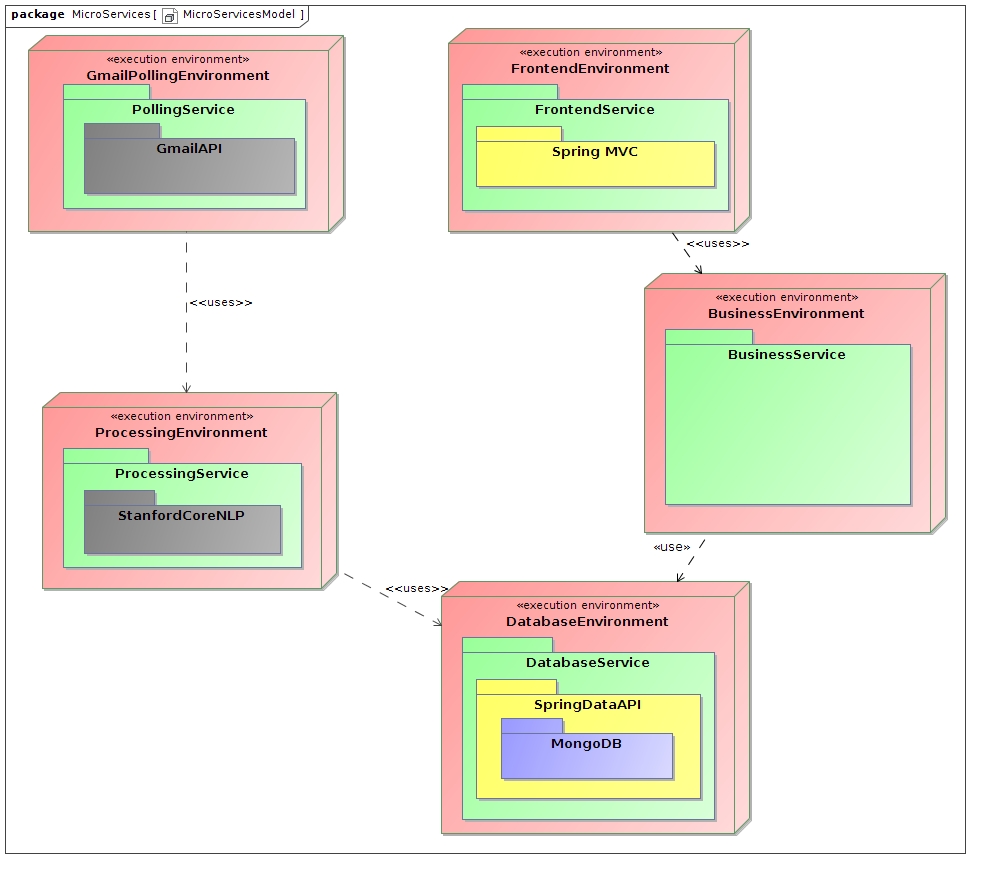 package MicroServices [ MicroServicesModel ]
«execution environment»
GmailPollingEnvironment
PollingService
GmailAPI
«execution environment»
FrontendEnvironment
FrontendService
Spring MVC
<<uses>>
<<uses>>
«execution environment»
BusinessEnvironment
BusinessService
«execution environment»
ProcessingEnvironment
ProcessingService
StanfordCoreNLP
«use»
<<uses>>
«execution environment»
DatabaseEnvironment
DatabaseService
SpringDataAPI
MongoDB